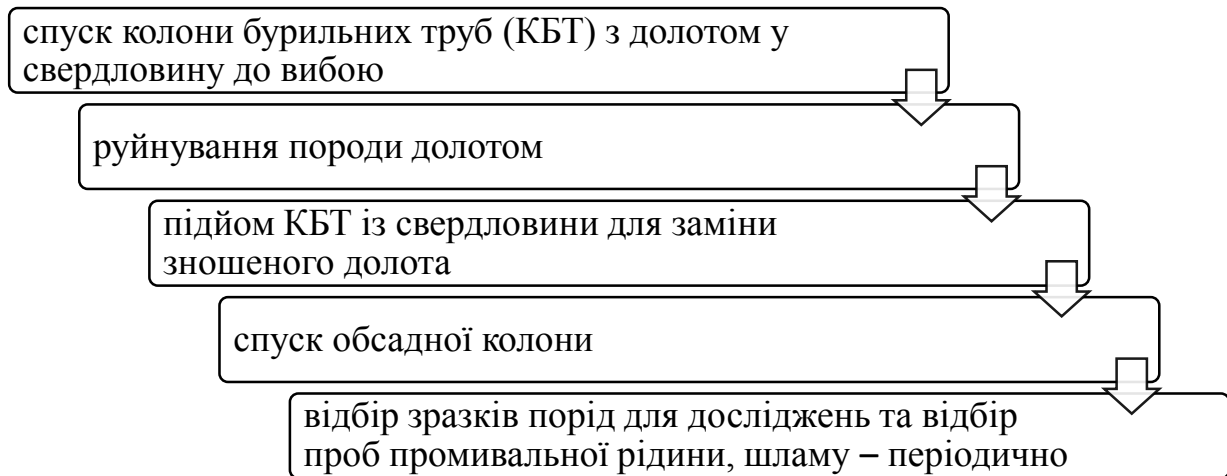 спуск колони бурильних труб (КБТ) з долотом у
свердловину до вибою
руйнування породи долотом
підйом КБТ із свердловини для заміни
зношеного долота
спуск обсадної колони
відбір зразків порід для досліджень та відбір
проб промивальної рідини, шламу – періодично